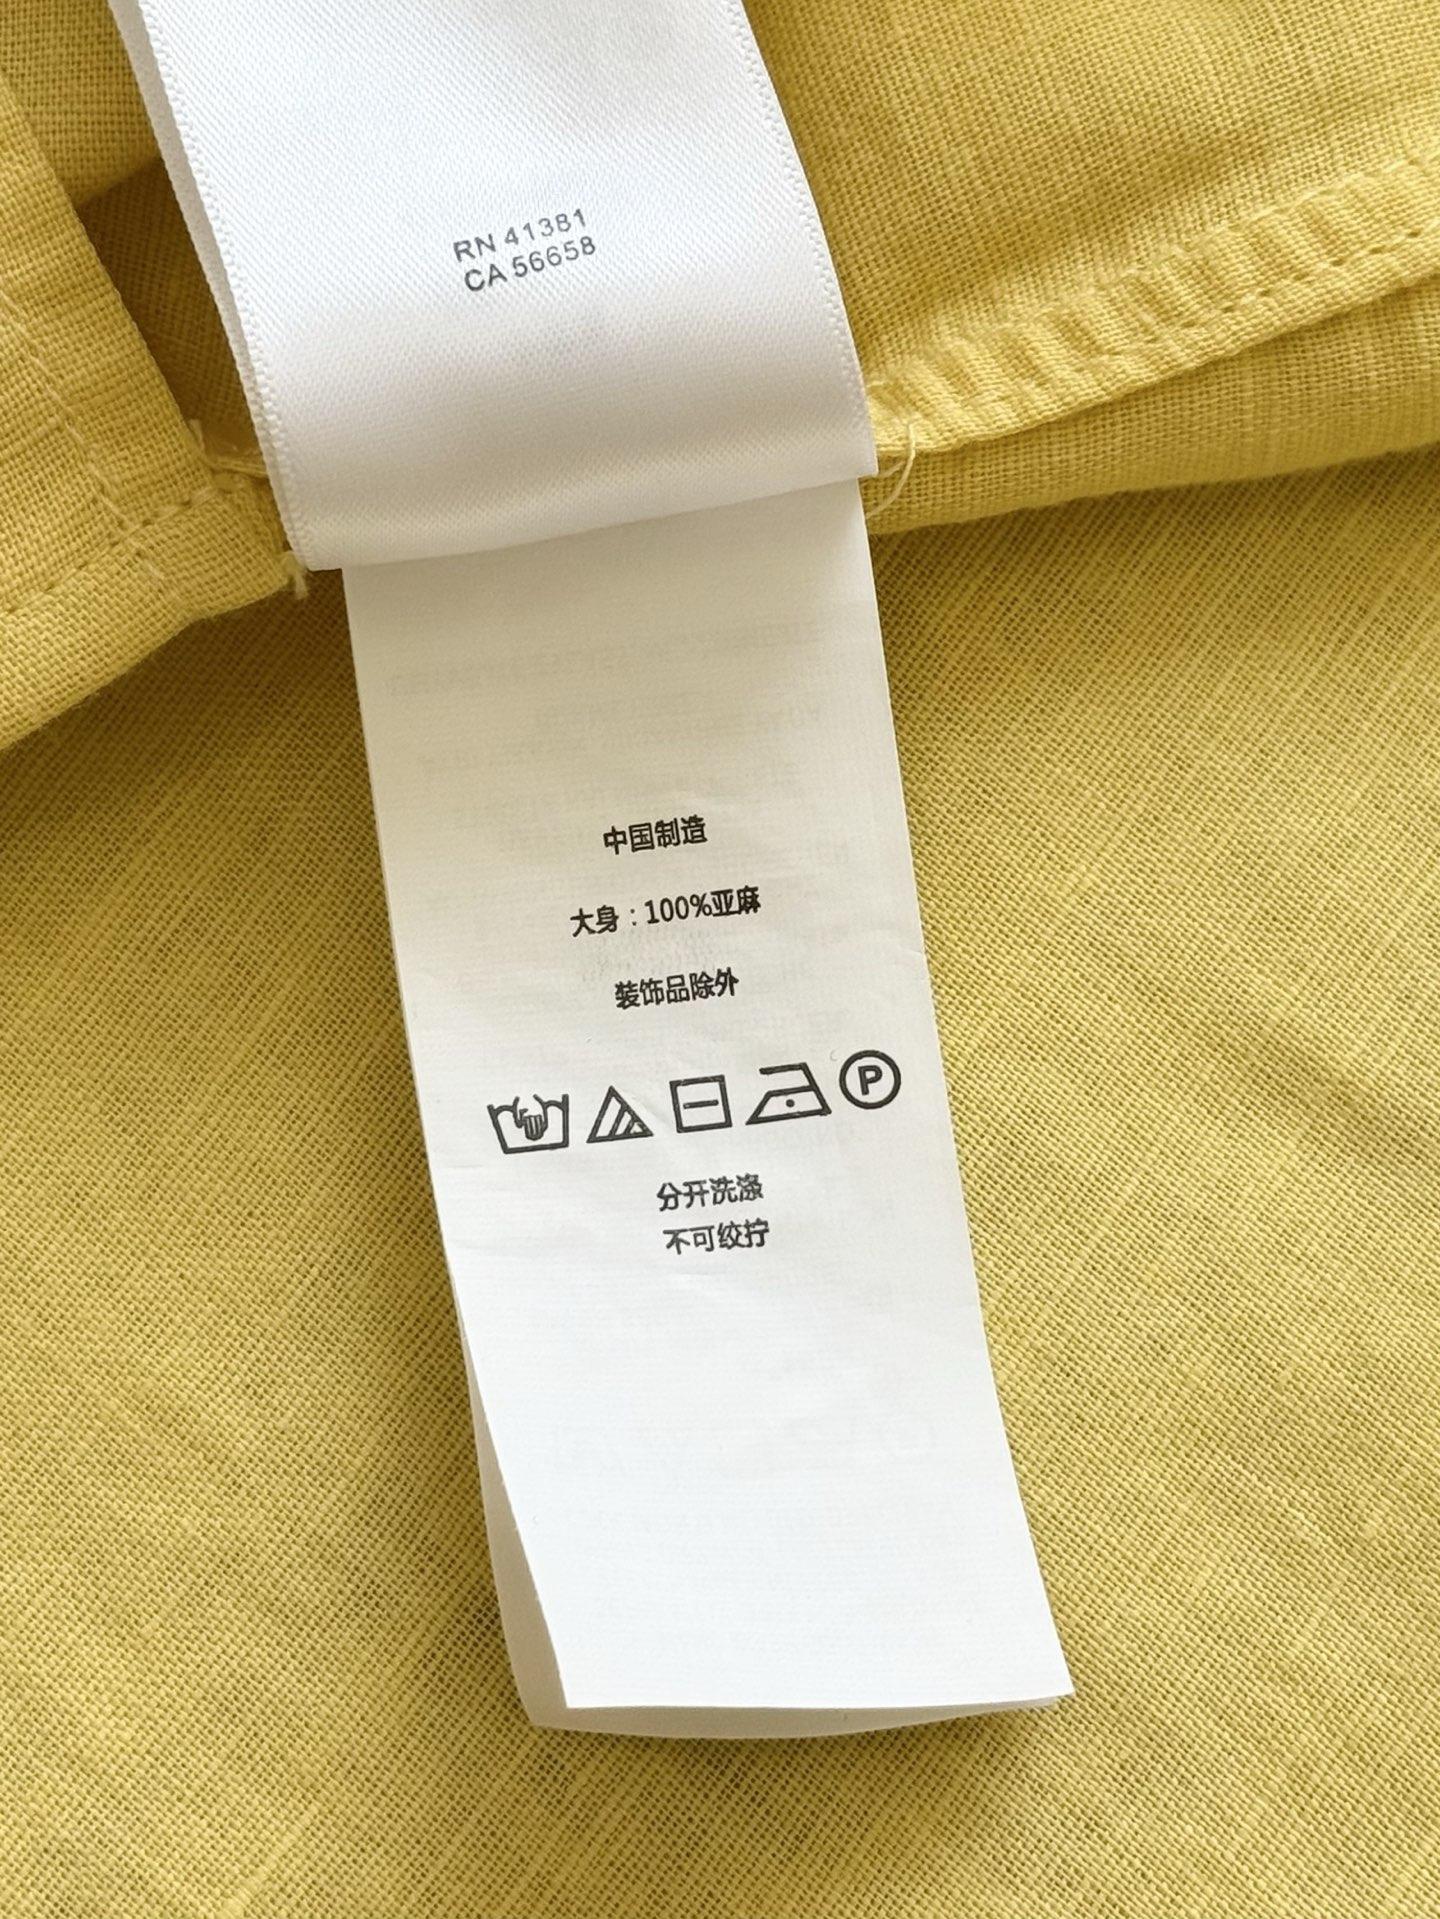 RN 41381
CA 56658
中国制造
大身：100%亚麻
装饰品除外
P
分开洗涤
不可绞拧